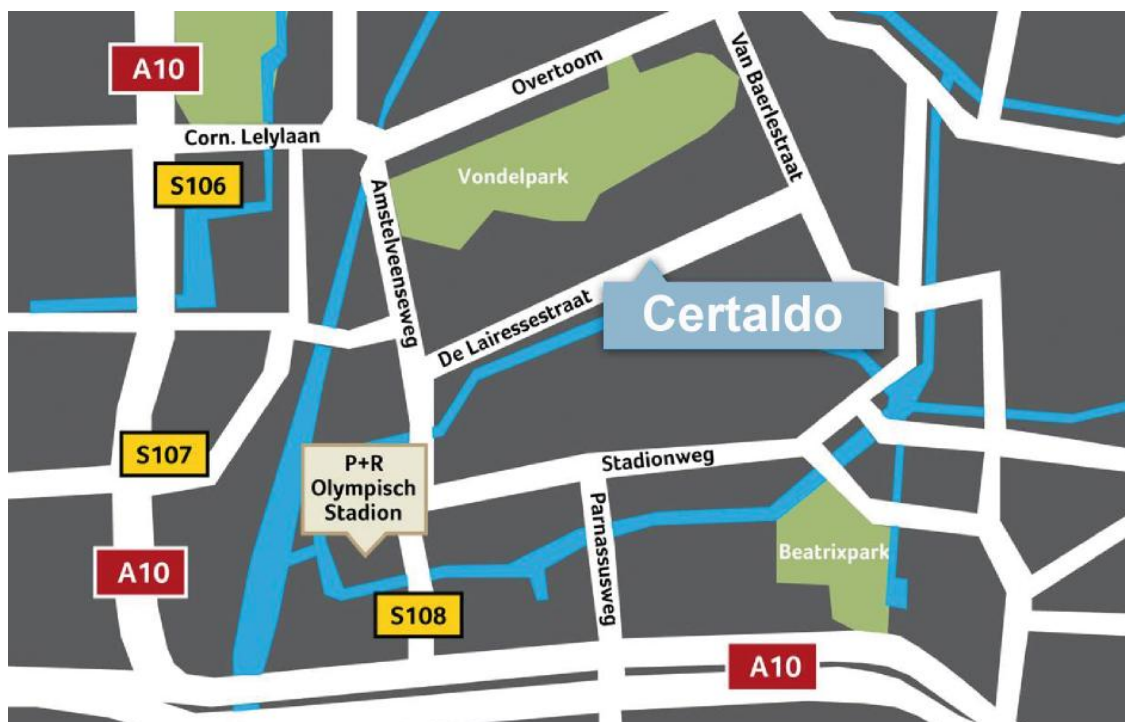 A10
Overtoom
Van Baerlestraat
Corn. Lelylaan
S106
Vondelpark
Amstelveenseweg
Certaldo
De Lairessestraat
S107
P+R
Olympisch
Stadion
Stadionweg
Parnassusweg
Beatrixpark
A10
S108
A10